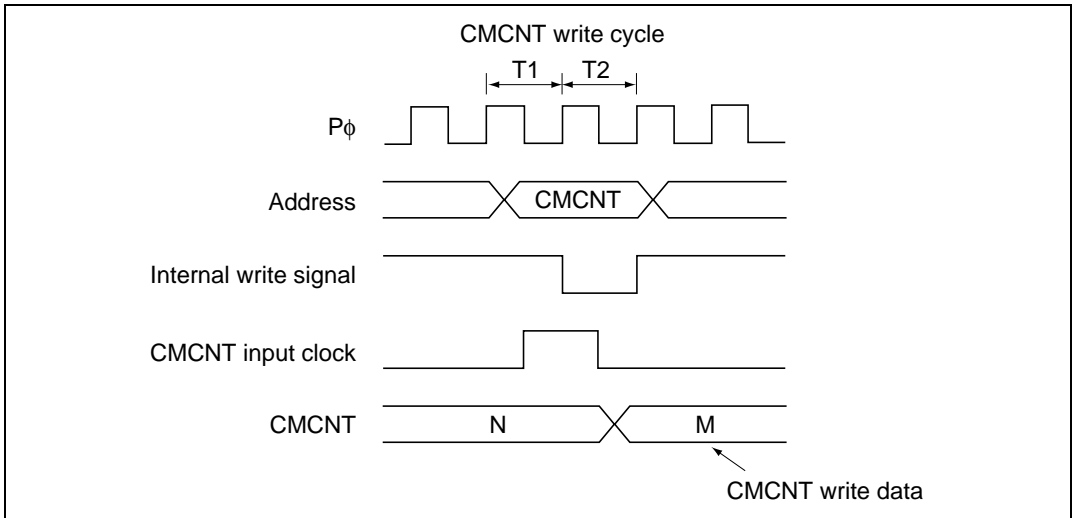 CMCNT write cycle
T1 T2
Pϕ
Address CMCNT
Internal write signal
CMCNT input clock
CMCNT N M
CMCNT write data